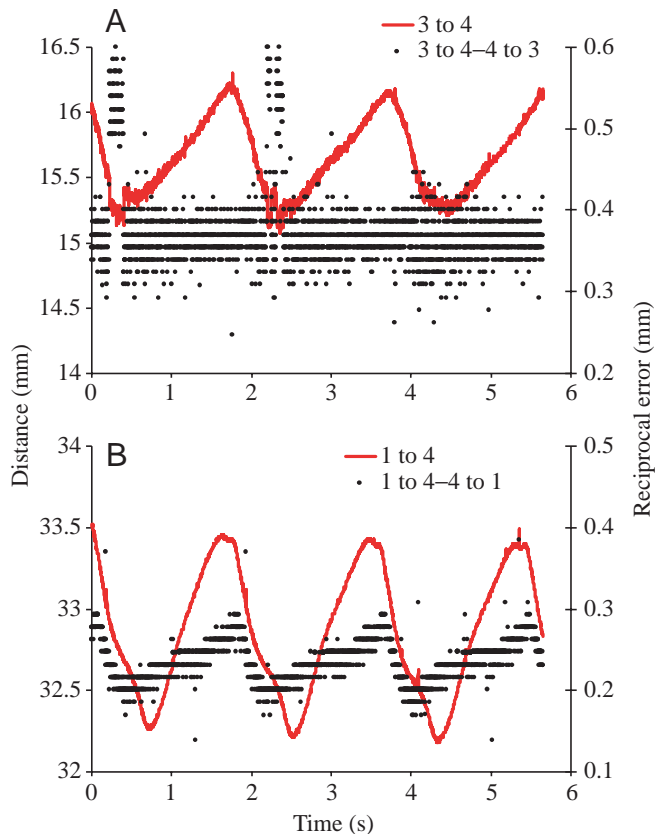 A
3 to 4
3 to 4–4 to 3
16.5
16
15.5
15
14.5
14
0.6
0.5
0.4
0.3
0.2
0 1 2 3 4 5 6
Distance (mm)
Reciprocal error (mm)
B
1 to 4
1 to 4–4 to 1
34
33.5
33
32.5
32
0.5
0.4
0.3
0.2
0.1
0 1 2 3 4 5 6
Time (s)